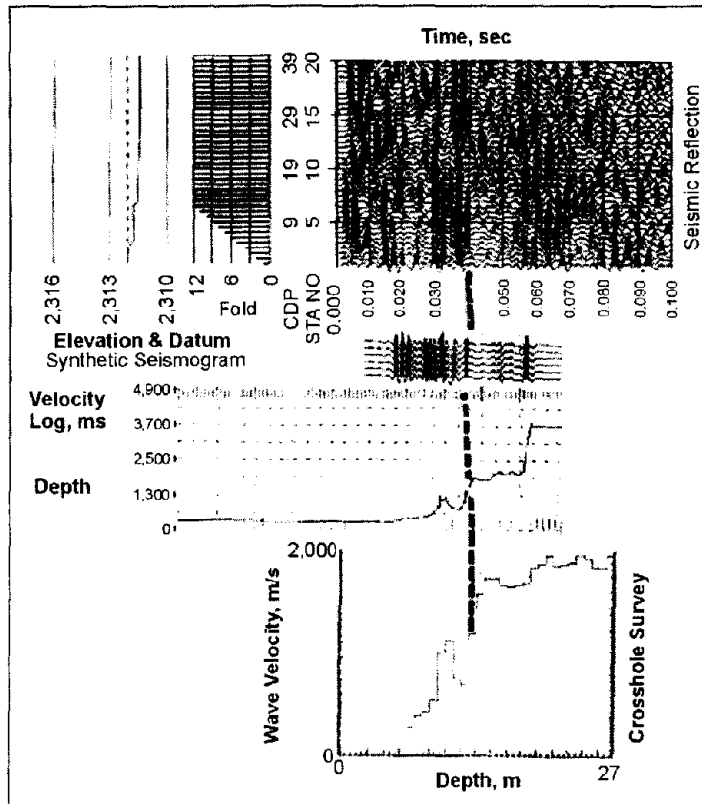 Time, sec
39
29
19
9
CDP
20
15
10
5
STA NO
Seismic Reflection
2,316
2,313
2,310
12
6
0
Fold
0.000
0.010
0.020
0.030
0.050
0.060
0.070
0.080
0.090
0.100
Elevation & Datum
Synthetic Seismogram
Velocity
Log, ms
4,900
3,700
2,500
1,300
0
Depth
2,000
0
Wave Velocity, m/s
Crosshole Survey
0
27
Depth, m